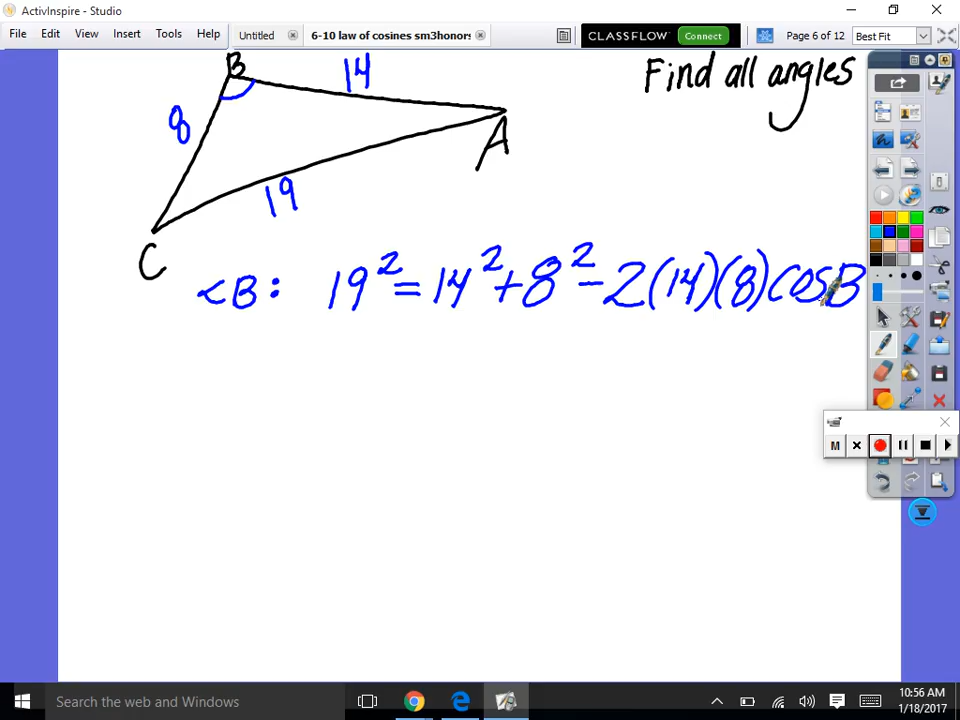 ActivInspire - Studio
File Edit View Insert Tools Help Untitled 6-10 law of cosines sm3honors CLASSFLOW Connect Page 6 of 12 Best Fit
B 14 Find all angles
8
A
19
C
<B: 19² = 14² + 8² - 2(14)(8) cos B
M
Search the web and Windows
10:56 AM
1/18/2017